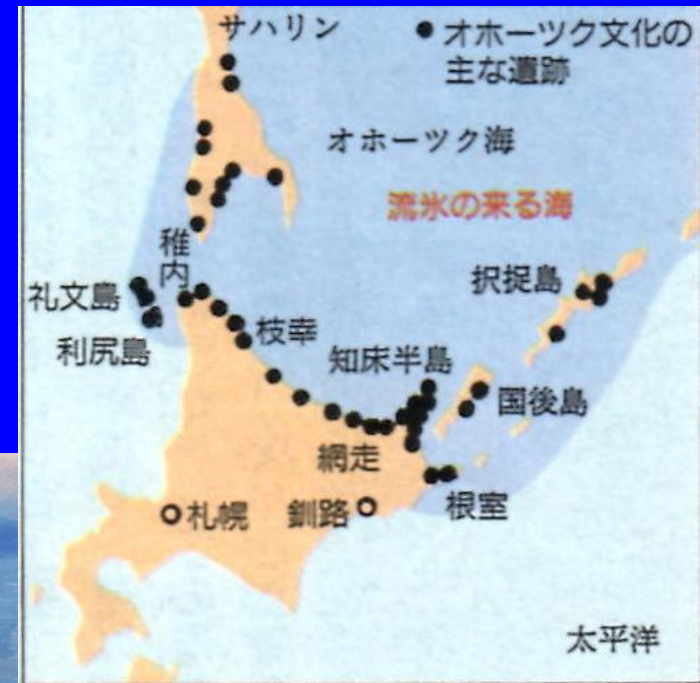 サハリン
● オホーツク文化の
主な遺跡
オホーツク海
流氷の来る海
稚
内
礼文島
利尻島
枝幸
択捉島
知床半島
国後島
網走
札幌
釧路
根室
太平洋